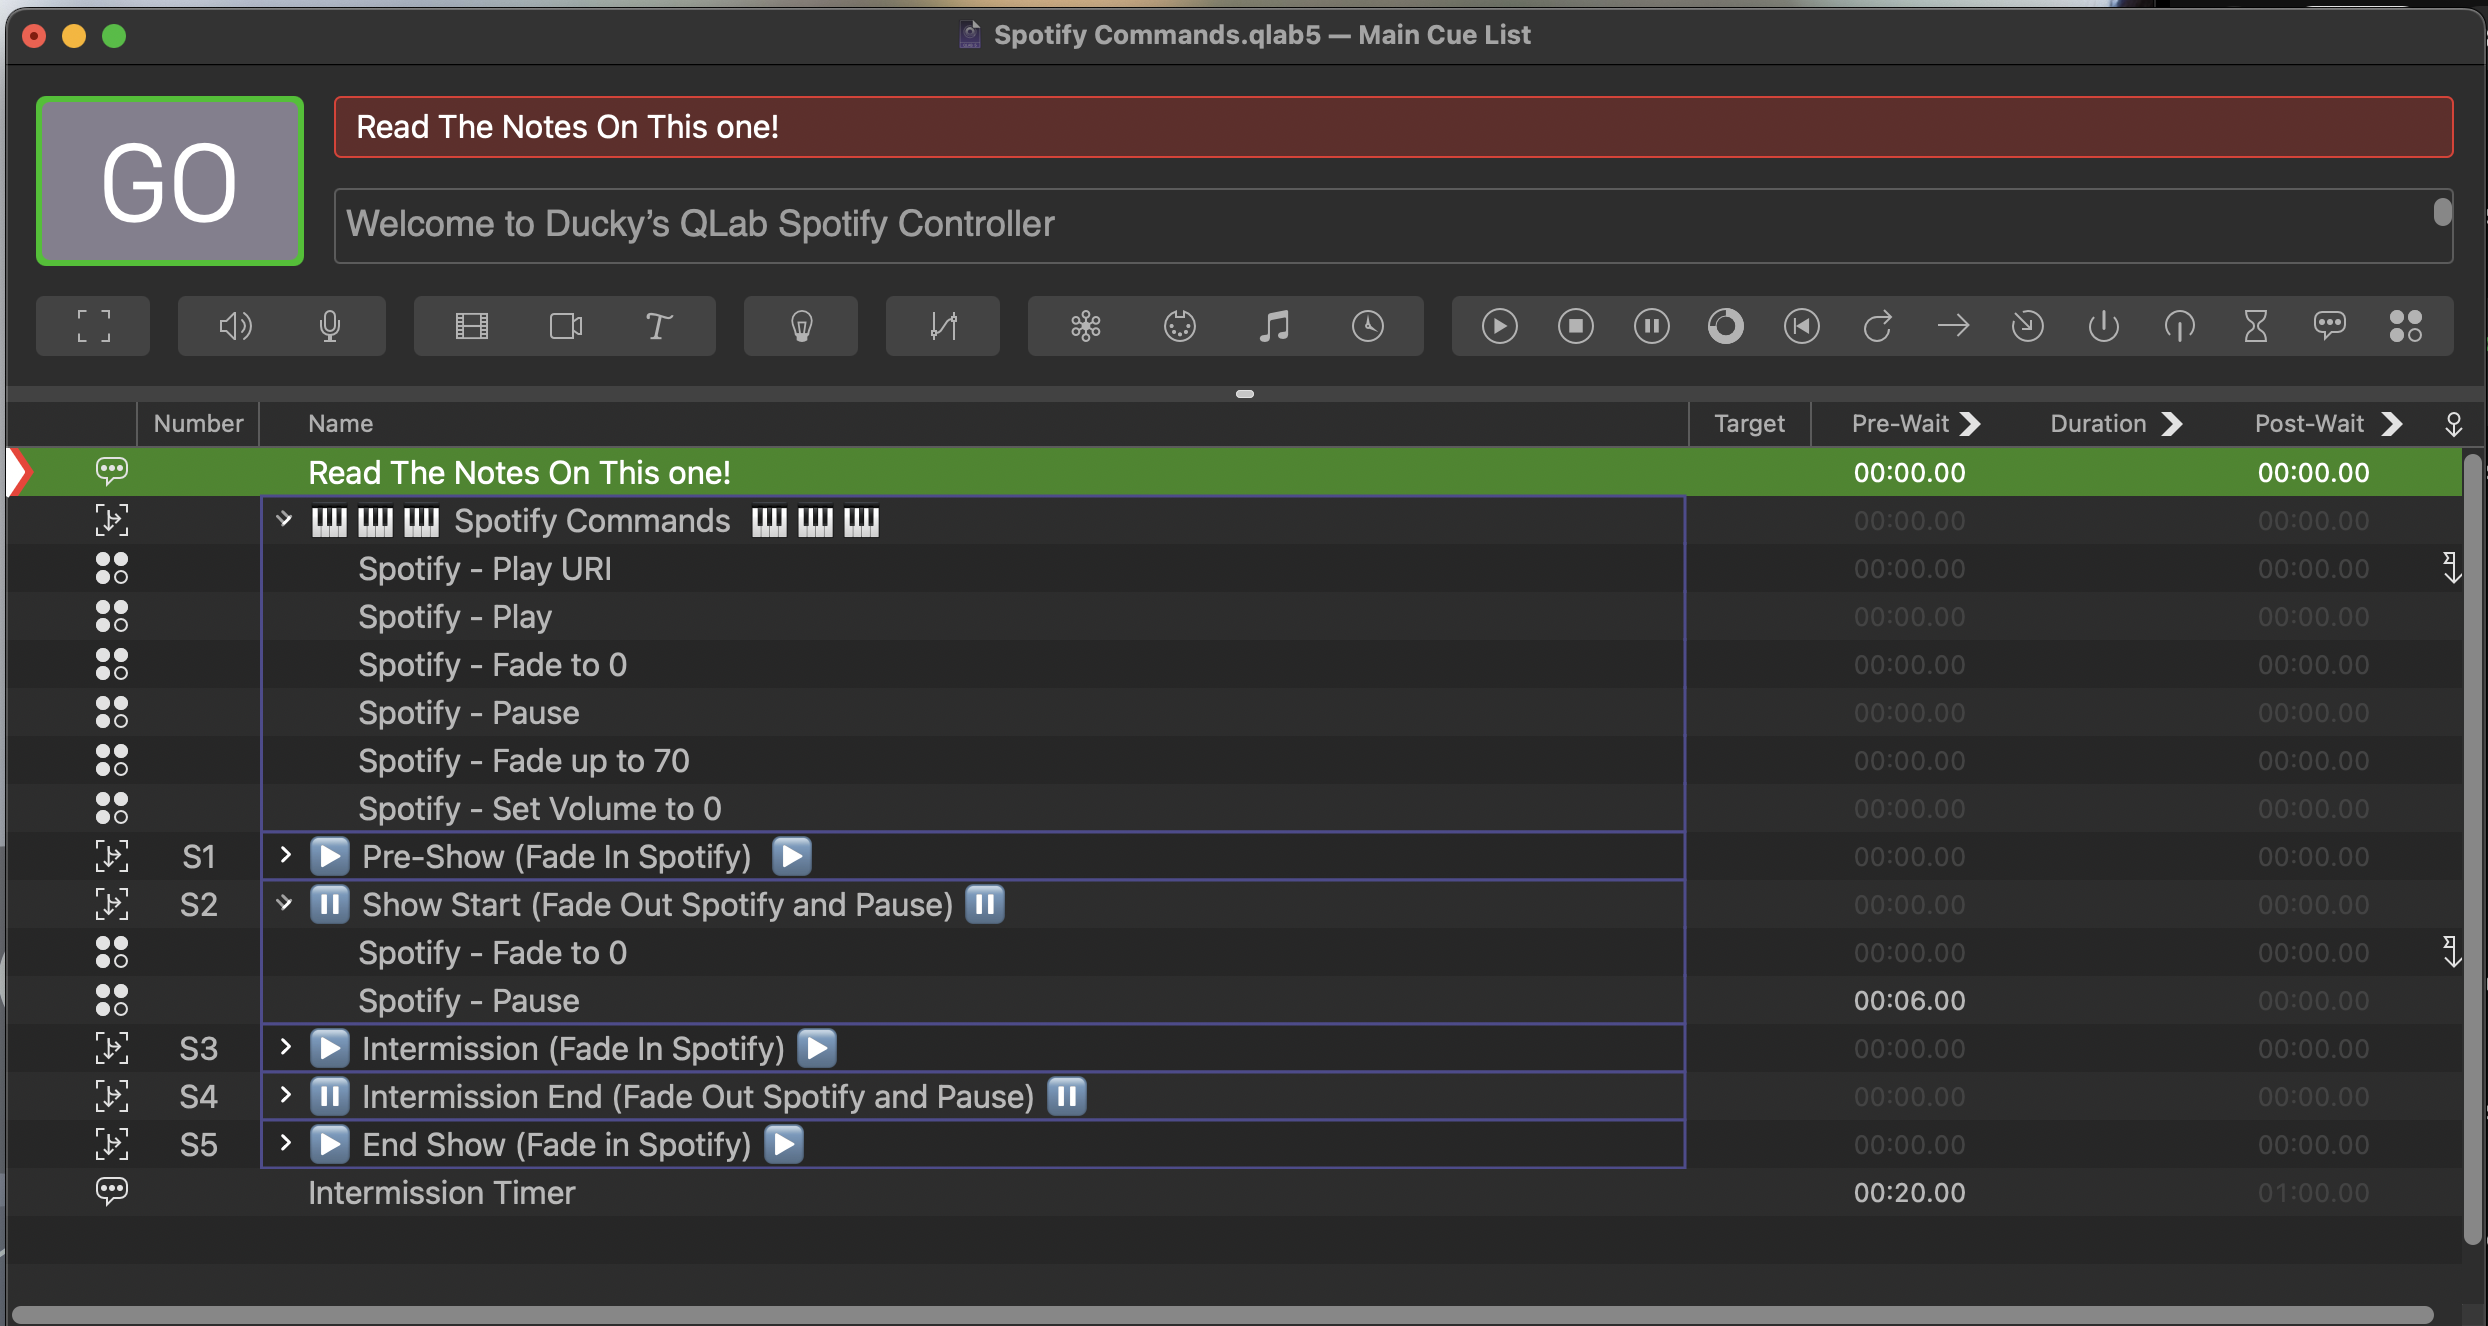 Spotify Commands.qlab5 — Main Cue List
GO
Read The Notes On This one!
Welcome to Ducky’s QLab Spotify Controller
Number Name Target Pre-Wait Duration Post-Wait
Read The Notes On This one! 00:00.00 00:00.00
Spotify Commands 00:00.00 00:00.00
Spotify - Play URI 00:00.00 00:00.00
Spotify - Play 00:00.00 00:00.00
Spotify - Fade to 0 00:00.00 00:00.00
Spotify - Pause 00:00.00 00:00.00
Spotify - Fade up to 70 00:00.00 00:00.00
Spotify - Set Volume to 0 00:00.00 00:00.00
S1 Pre-Show (Fade In Spotify) 00:00.00 00:00.00
S2 Show Start (Fade Out Spotify and Pause) 00:00.00 00:00.00
Spotify - Fade to 0 00:00.00 00:00.00
Spotify - Pause 00:06.00 00:00.00
S3 Intermission (Fade In Spotify) 00:00.00 00:00.00
S4 Intermission End (Fade Out Spotify and Pause) 00:00.00 00:00.00
S5 End Show (Fade in Spotify) 00:00.00 00:00.00
Intermission Timer 00:20.00 01:00.00